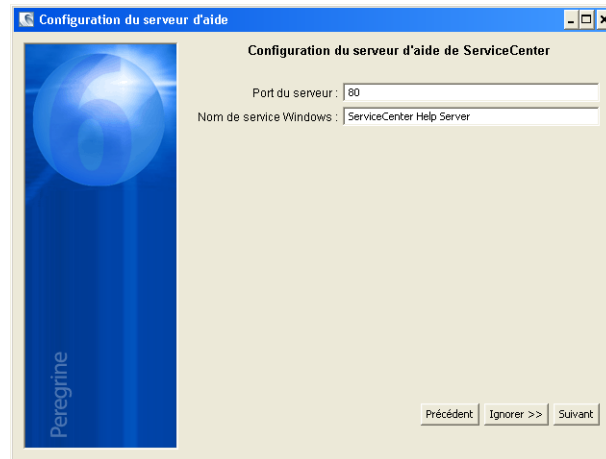 Configuration du serveur d'aide
Configuration du serveur d'aide de ServiceCenter
Port du serveur : 80
Nom de service Windows : ServiceCenter Help Server
Peregrine
Précédent Ignorer >> Suivant